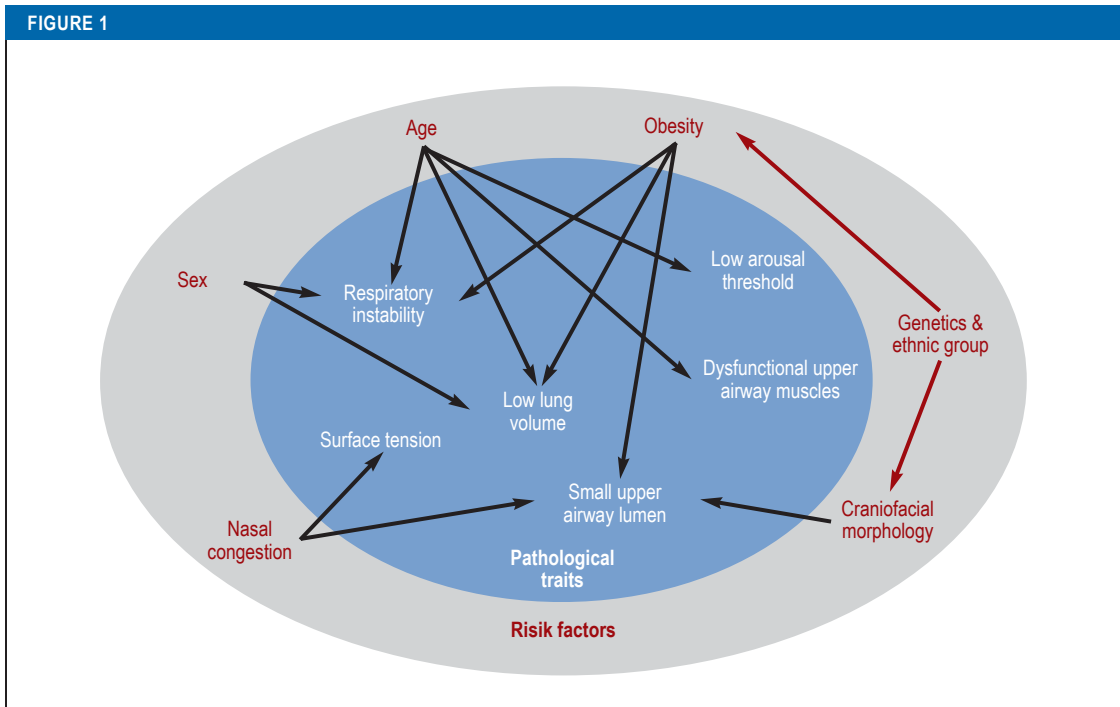 FIGURE 1
Age
Obesity
Sex
Respiratory
instability
Low arousal
threshold
Genetics &
ethnic group
Low lung
volume
Dysfunctional upper
airway muscles
Surface tension
Small upper
airway lumen
Craniofacial
morphology
Nasal
congestion
Pathological
traits
Risik factors